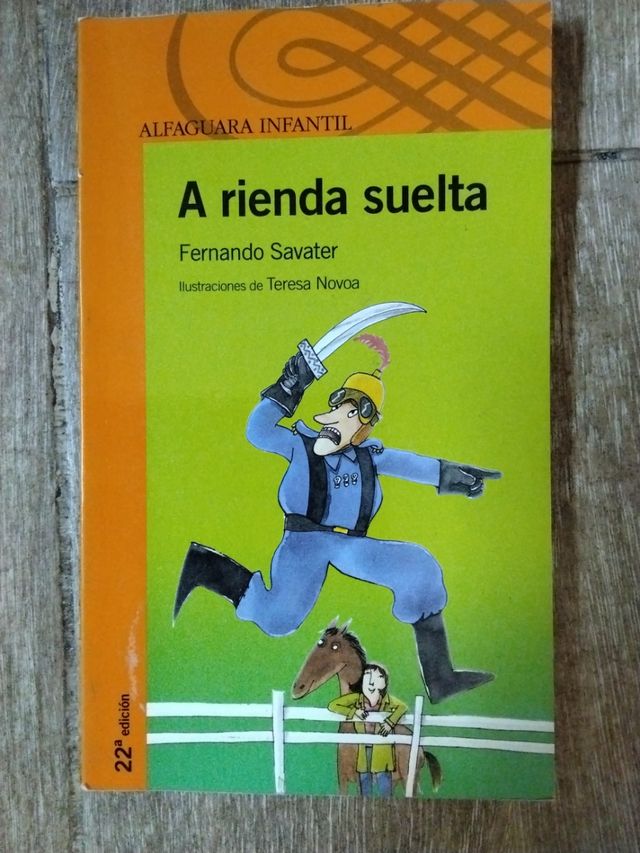 ALFAGUARA INFANTIL
A rienda suelta
Fernando Savater
Ilustraciones de Teresa Novoa
???
22ª edición